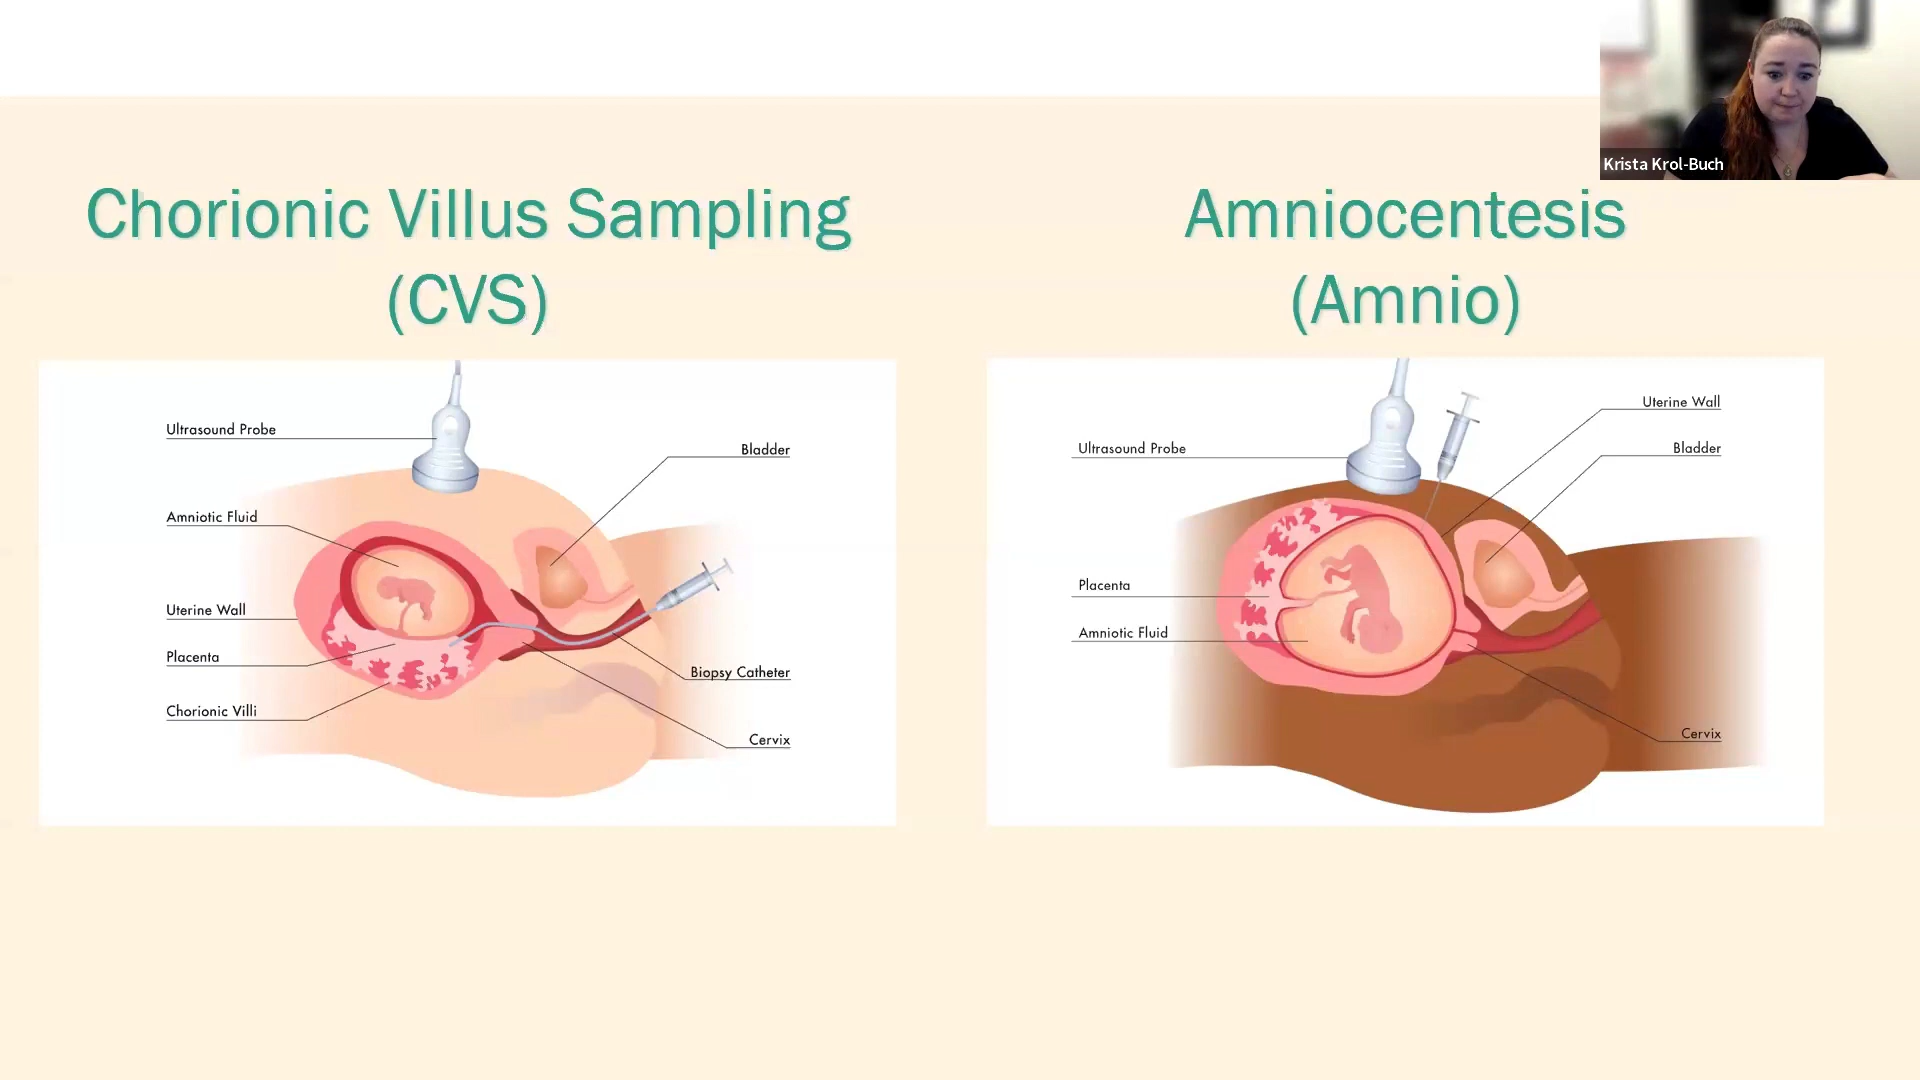 Krista Krol-Buch
Chorionic Villus Sampling
(CVS)
Ultrasound Probe
Bladder
Amniotic Fluid
Uterine Wall
Placenta
Biopsy Catheter
Chorionic Villi
Cervix
Amniocentesis
(Amnio)
Uterine Wall
Ultrasound Probe
Bladder
Placenta
Amniotic Fluid
Cervix